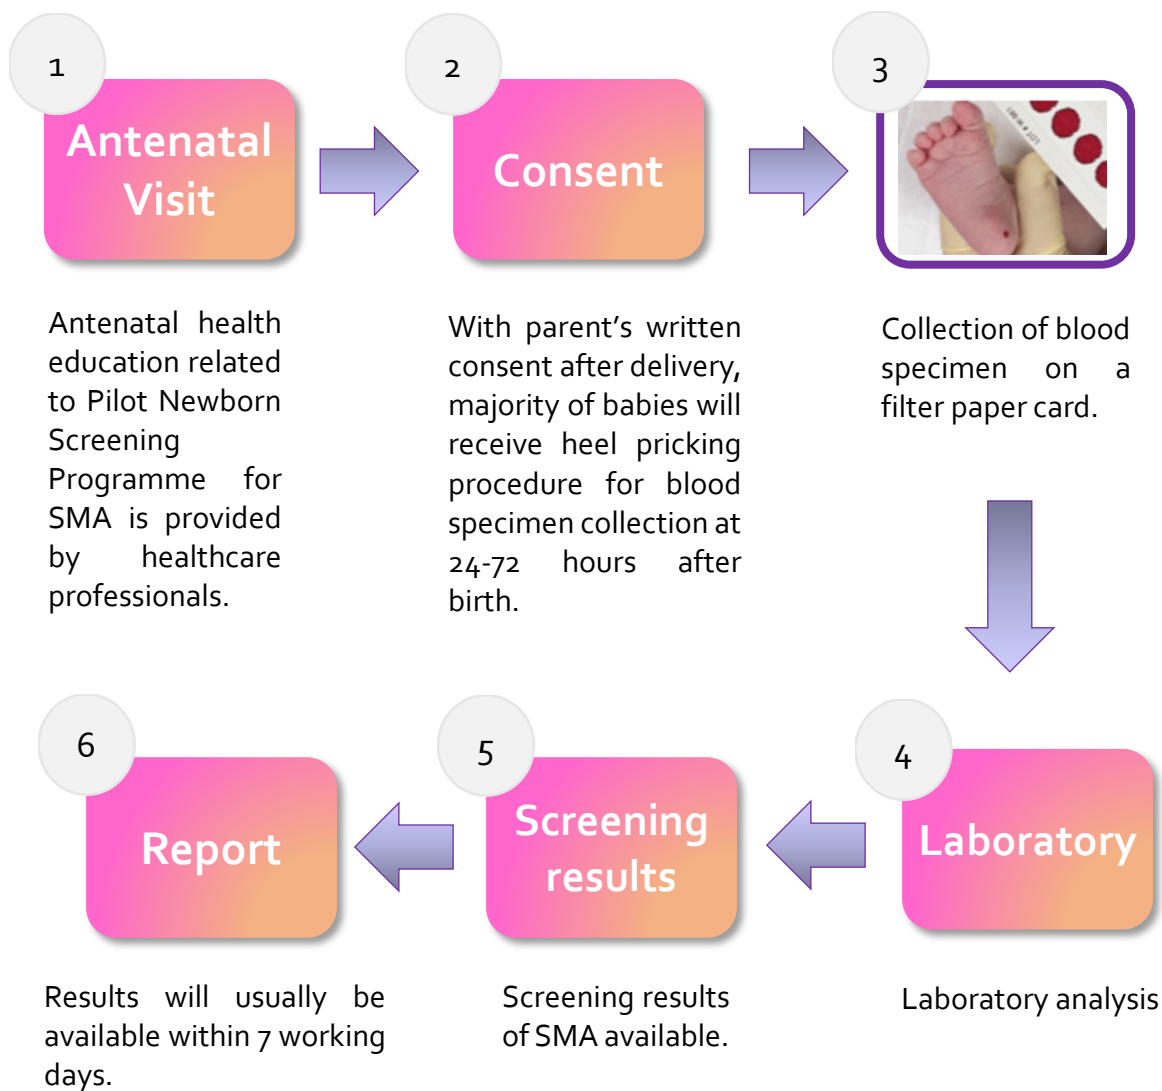 1
Antenatal
Visit
Antenatal health
education related
to Pilot Newborn
Screening
Programme for
SMA is provided
by healthcare
professionals.
2
Consent
With parent’s written
consent after delivery,
majority of babies will
receive heel pricking
procedure for blood
specimen collection at
24-72 hours after
birth.
3
Collection of blood
specimen on a
filter paper card.
4
Laboratory
Laboratory analysis
5
Screening
results
Screening results
of SMA available.
6
Report
Results will usually be
available within 7 working
days.